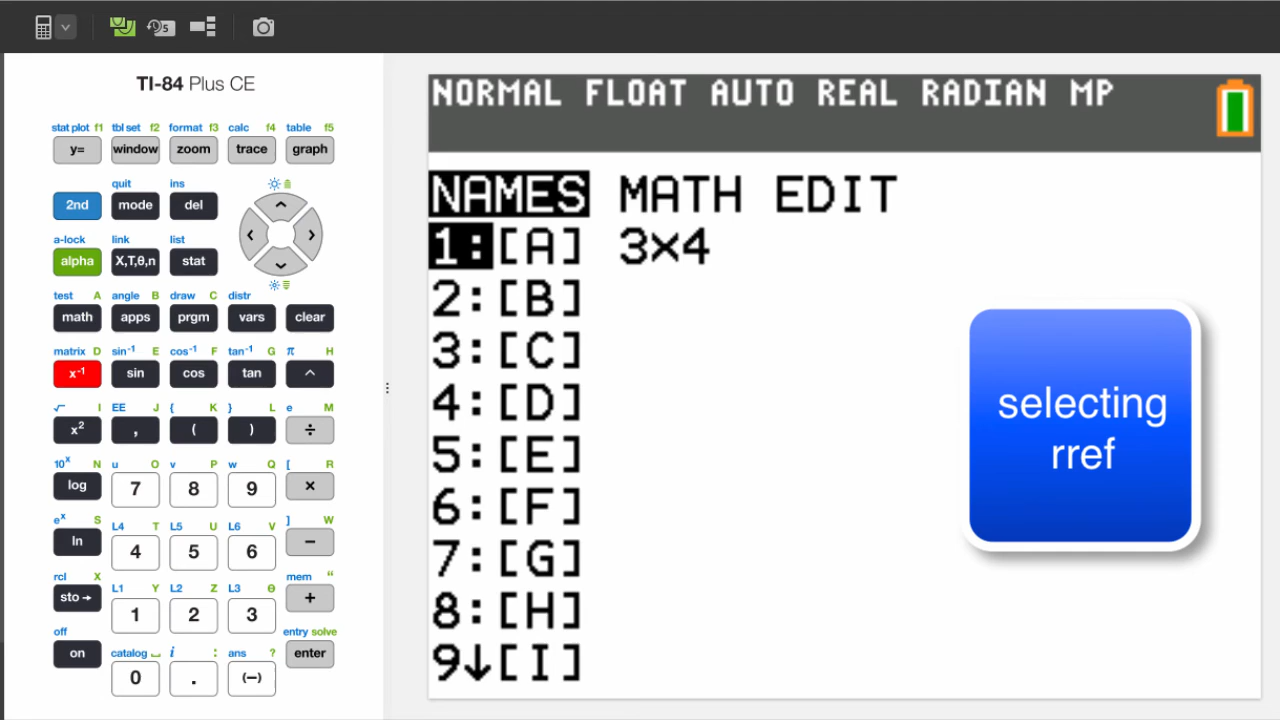 TI-84 Plus CE
stat plot f1 tbl set f2 format f3 calc f4 table f5
y= window zoom trace graph
quit ins
2nd mode del
a-lock link list
alpha X,T,θ,n stat
test A angle B draw C distr
math apps prgm vars clear
matrix D sin⁻¹ E cos⁻¹ F tan⁻¹ G π H
x⁻¹ sin cos tan ^
√ I EE J { K } L e M
x² , ( ) ÷
10ˣ N u O v P w Q [ R
log 7 8 9 ×
eˣ S L4 T L5 U L6 V ] W
ln 4 5 6 −
rcl X L1 Y L2 Z L3 θ mem “
sto→ 1 2 3 +
off catalog ⎵ i : ans ? entry solve
on 0 . (−) enter
NORMAL FLOAT AUTO REAL RADIAN MP
NAMES MATH EDIT
1:[A] 3×4
2:[B]
3:[C]
4:[D]
5:[E]
6:[F]
7:[G]
8:[H]
9↓[I]
selecting
rref